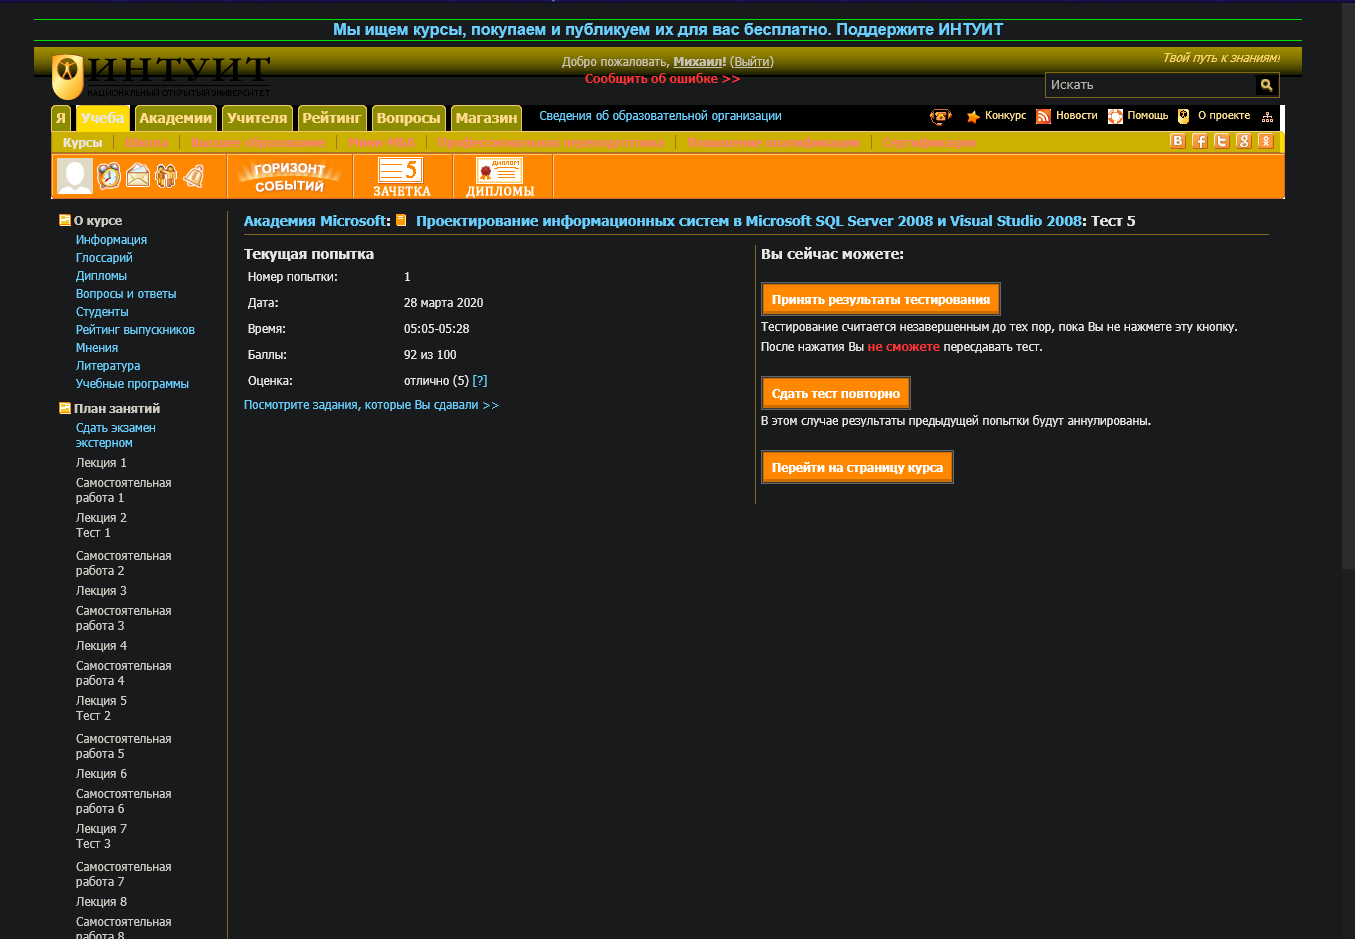 Мы ищем курсы, покупаем и публикуем их для вас бесплатно. Поддержите ИНТУИТ
ИНТУИТ
НАЦИОНАЛЬНЫЙ ОТКРЫТЫЙ УНИВЕРСИТЕТ
Добро пожаловать, Михаил! (Выйти)
Сообщить об ошибке >>
Твой путь к знаниям!
Искать
Я Учеба Академии Учителя Рейтинг Вопросы Магазин Сведения об образовательной организации Конкурс Новости Помощь О проекте
Курсы Школа Высшее образование Мини-МБА Профессиональная переподготовка Повышение квалификации Сертификации
ГОРИЗОНТ СОБЫТИЙ
5 ЗАЧЕТКА
ДИПЛОМ ДИПЛОМЫ
О курсе
Информация
Глоссарий
Дипломы
Вопросы и ответы
Студенты
Рейтинг выпускников
Мнения
Литература
Учебные программы
План занятий
Сдать экзамен
экстерном
Лекция 1
Самостоятельная
работа 1
Лекция 2
Тест 1
Самостоятельная
работа 2
Лекция 3
Самостоятельная
работа 3
Лекция 4
Самостоятельная
работа 4
Лекция 5
Тест 2
Самостоятельная
работа 5
Лекция 6
Самостоятельная
работа 6
Лекция 7
Тест 3
Самостоятельная
работа 7
Лекция 8
Самостоятельная
работа 8
Академия Microsoft: Проектирование информационных систем в Microsoft SQL Server 2008 и Visual Studio 2008: Тест 5
Текущая попытка
Номер попытки: 1
Дата: 28 марта 2020
Время: 05:05-05:28
Баллы: 92 из 100
Оценка: отлично (5) [?]
Посмотрите задания, которые Вы сдавали >>
Вы сейчас можете:
Принять результаты тестирования
Тестирование считается незавершенным до тех пор, пока Вы не нажмете эту кнопку.
После нажатия Вы не сможете пересдавать тест.
Сдать тест повторно
В этом случае результаты предыдущей попытки будут аннулированы.
Перейти на страницу курса